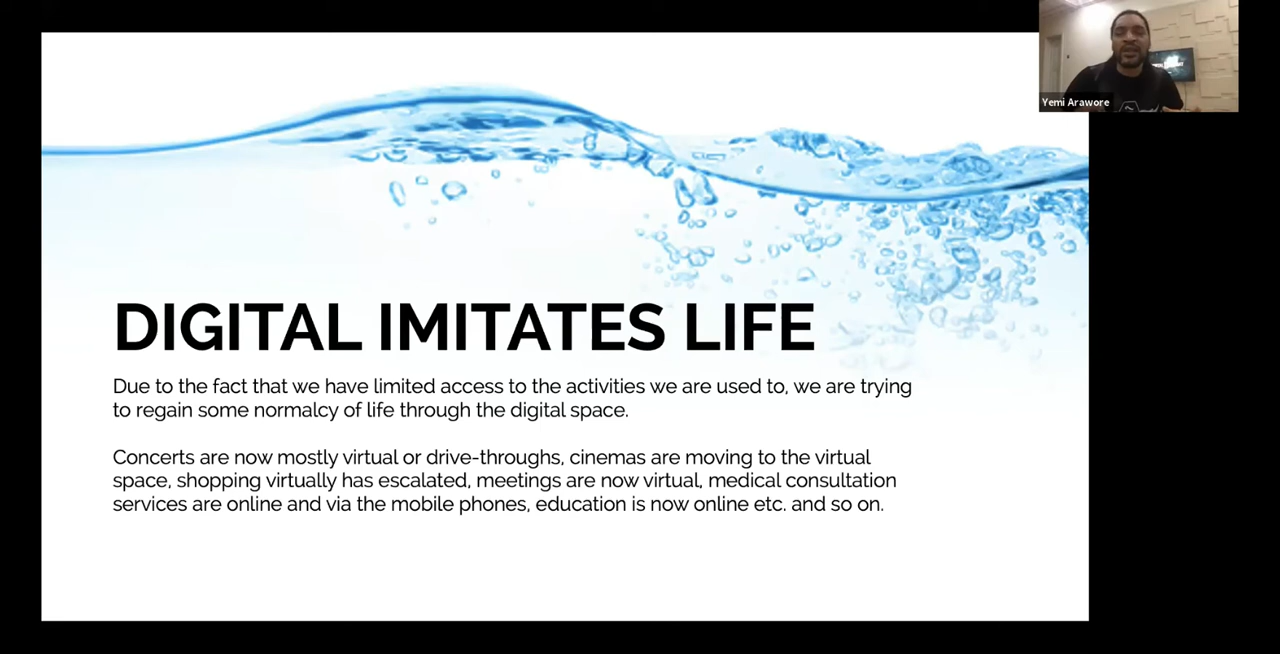 Yemi Arawore
DIGITAL IMITATES LIFE
Due to the fact that we have limited access to the activities we are used to, we are trying
to regain some normalcy of life through the digital space.
Concerts are now mostly virtual or drive-throughs, cinemas are moving to the virtual
space, shopping virtually has escalated, meetings are now virtual, medical consultation
services are online and via the mobile phones, education is now online etc. and so on.